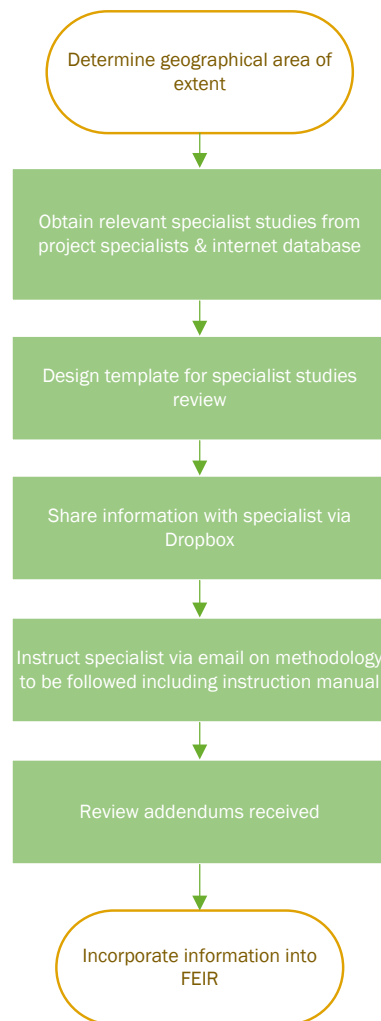 Determine geographical area of
extent
Obtain relevant specialist studies from
project specialists & internet database
Design template for specialist studies
review
Share information with specialist via
Dropbox
Instruct specialist via email on methodology
to be followed including instruction manual
Review addendums received
Incorporate information into
FEIR